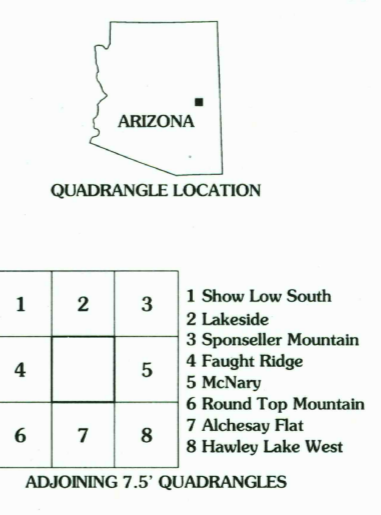 ARIZONA
QUADRANGLE LOCATION
1 2 3
4 5
6 7 8
1 Show Low South
2 Lakeside
3 Sponseller Mountain
4 Faught Ridge
5 McNary
6 Round Top Mountain
7 Alchesay Flat
8 Hawley Lake West
ADJOINING 7.5' QUADRANGLES